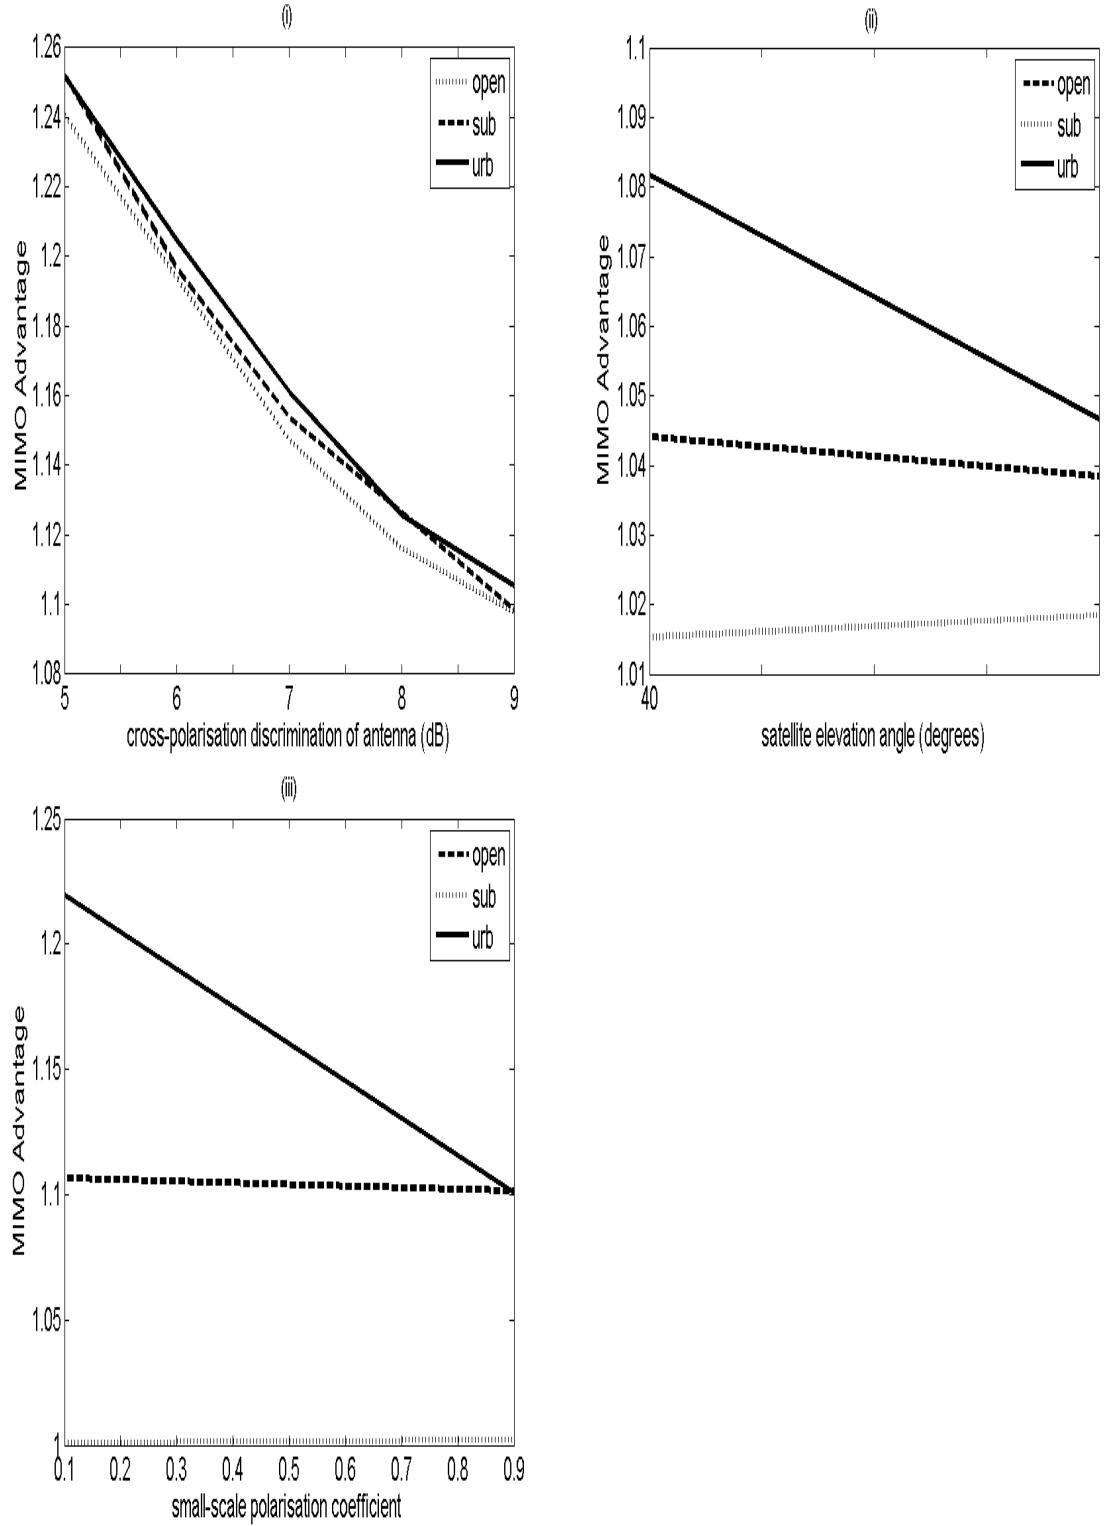 (i)
1.26
1.24
1.22
1.2
1.18
1.16
1.14
1.12
1.1
1.08
MIMO Advantage
open
sub
urb
5 6 7 8 9
cross-polarisation discrimination of antenna (dB)
(ii)
1.1
1.09
1.08
1.07
1.06
1.05
1.04
1.03
1.02
1.01
MIMO Advantage
open
sub
urb
40
satellite elevation angle (degrees)
(iii)
1.25
1.2
1.15
1.1
1.05
1
MIMO Advantage
open
sub
urb
0.1 0.2 0.3 0.4 0.5 0.6 0.7 0.8 0.9
small-scale polarisation coefficient